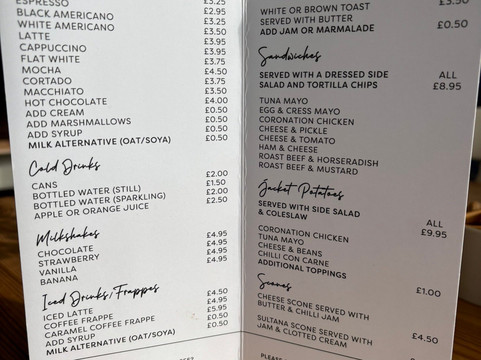 ESPRESSO
BLACK AMERICANO £2.95
WHITE AMERICANO £3.25
LATTE £3.50
CAPPUCCINO £3.95
FLAT WHITE £3.75
MOCHA £4.50
CORTADO £3.75
MACCHIATO £3.50
HOT CHOCOLATE £4.00
ADD CREAM £0.50
ADD MARSHMALLOWS £0.50
ADD SYRUP £0.50
MILK ALTERNATIVE (OAT/SOYA) £0.50
Cold Drinks
CANS £2.00
BOTTLED WATER (STILL) £1.50
BOTTLED WATER (SPARKLING) £2.00
APPLE OR ORANGE JUICE £2.50
Milkshakes
CHOCOLATE £4.95
STRAWBERRY £4.95
VANILLA £4.95
BANANA £4.95
Iced Drinks/Frappes
ICED LATTE £4.50
COFFEE FRAPPE £4.95
CARAMEL COFFEE FRAPPE £5.95
ADD SYRUP £0.50
MILK ALTERNATIVE (OAT/SOYA) £0.50
WHITE OR BROWN TOAST £3.50
SERVED WITH BUTTER
ADD JAM OR MARMALADE £0.50
Sandwiches
SERVED WITH A DRESSED SIDE ALL
SALAD AND TORTILLA CHIPS £8.95
TUNA MAYO
EGG & CRESS MAYO
CORONATION CHICKEN
CHEESE & PICKLE
CHEESE & TOMATO
HAM & CHEESE
ROAST BEEF & HORSERADISH
ROAST BEEF & MUSTARD
Jacket Potatoes
SERVED WITH SIDE SALAD ALL
& COLESLAW £9.95
CORONATION CHICKEN
TUNA MAYO
CHEESE & BEANS
CHILLI CON CARNE
ADDITIONAL TOPPINGS £1.00
Scones
CHEESE SCONE SERVED WITH
BUTTER & CHILLI JAM
SULTANA SCONE SERVED WITH £4.50
JAM & CLOTTED CREAM